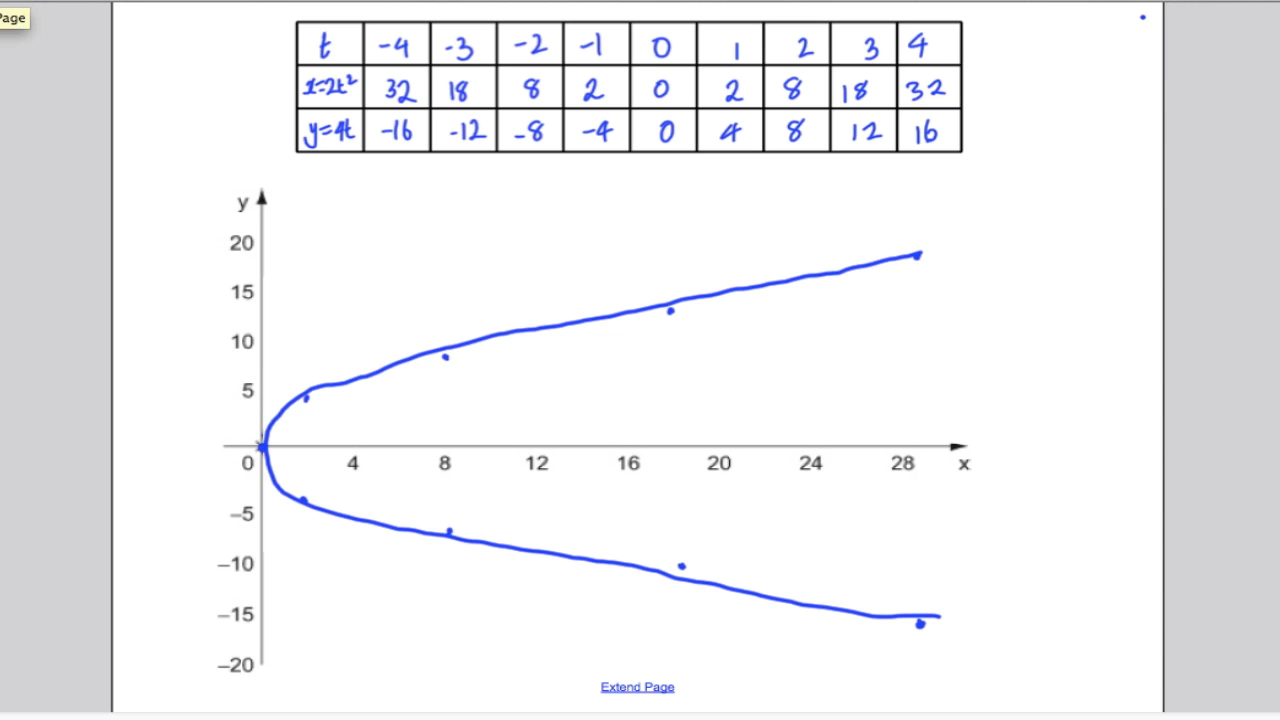 Page
t -4 -3 -2 -1 0 1 2 3 4
x=2t² 32 18 8 2 0 2 8 18 32
y=4t -16 -12 -8 -4 0 4 8 12 16
y
20
15
10
5
0 4 8 12 16 20 24 28 x
–5
–10
–15
–20
Extend Page